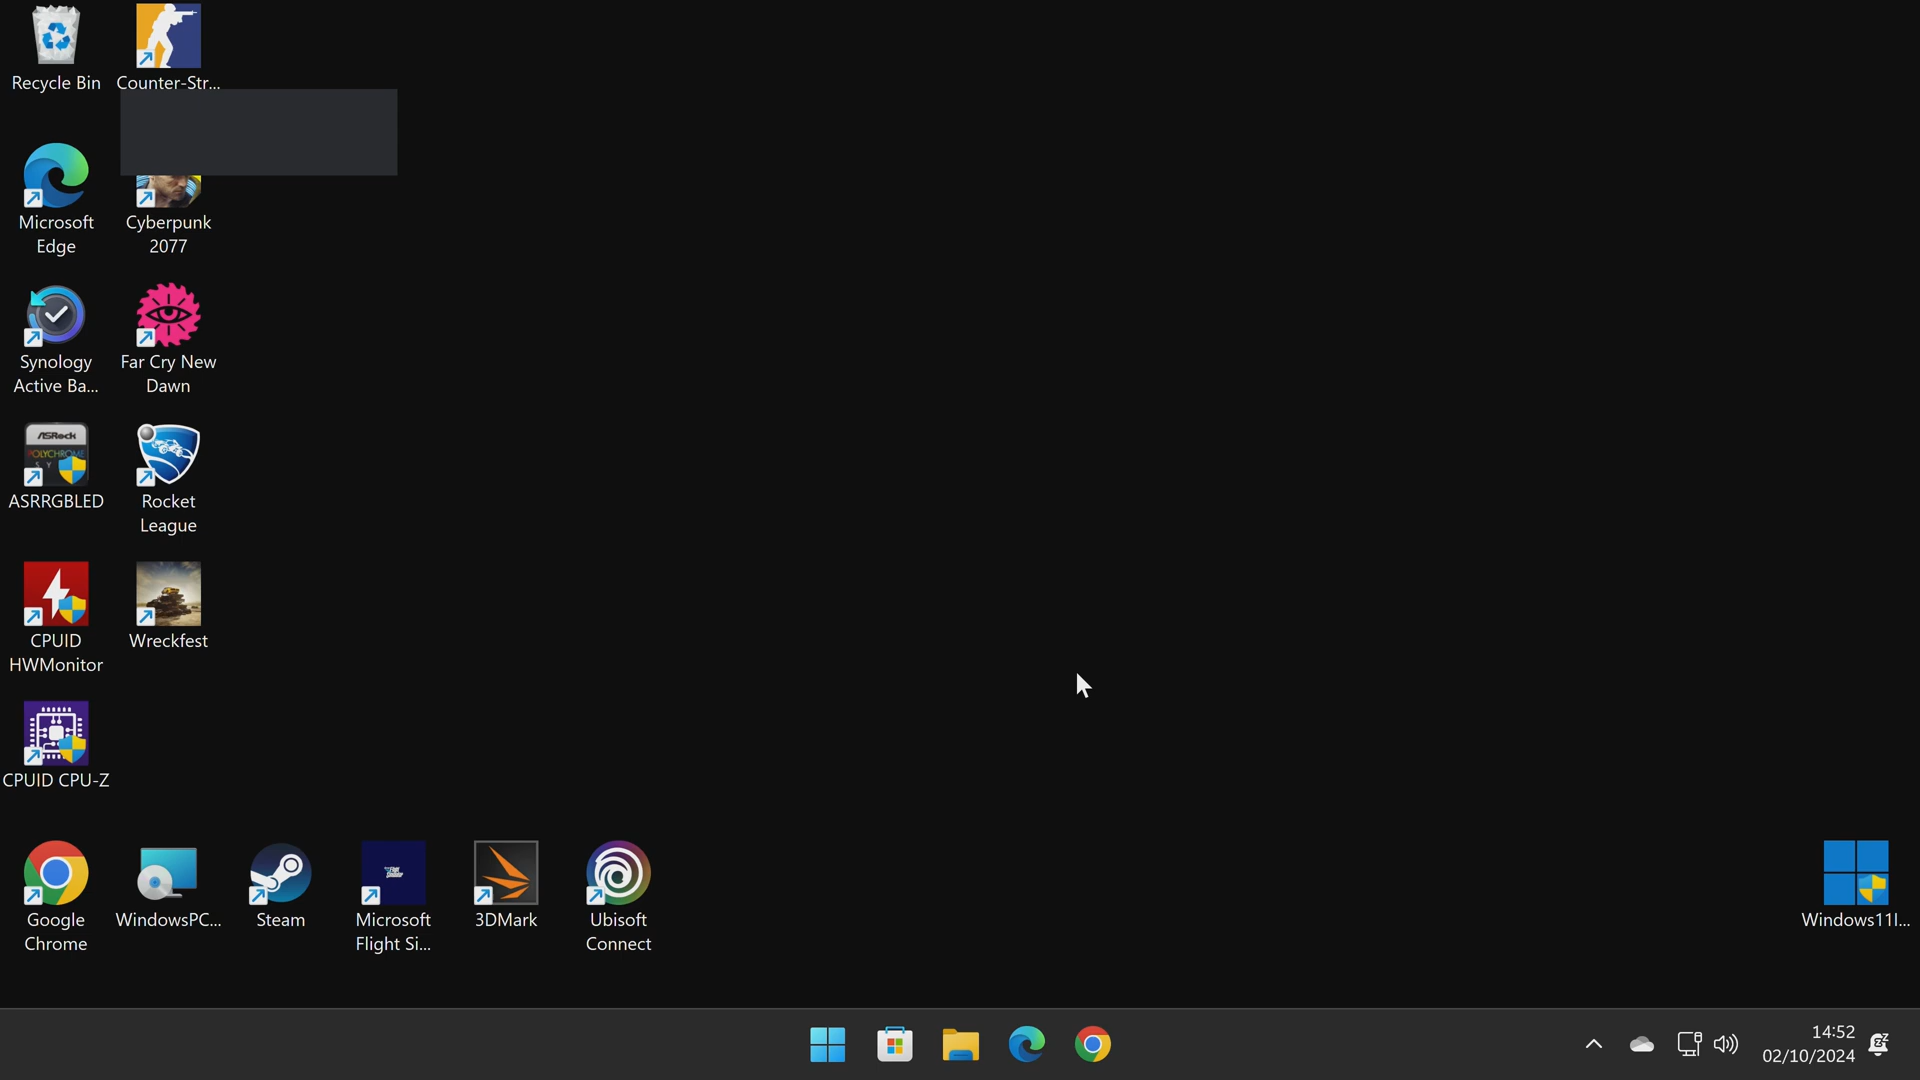 Recycle Bin
Counter-Str...
Microsoft
Edge
Cyberpunk
2077
Synology
Active Ba...
Far Cry New
Dawn
ASRock
POLYCHROME
S Y
ASRRGBLED
Rocket
League
CPUID
HWMonitor
Wreckfest
CPUID CPU-Z
Google
Chrome
WindowsPC...
Steam
Microsoft
Flight Si...
3DMark
Ubisoft
Connect
Windows11I...
14:52
02/10/2024